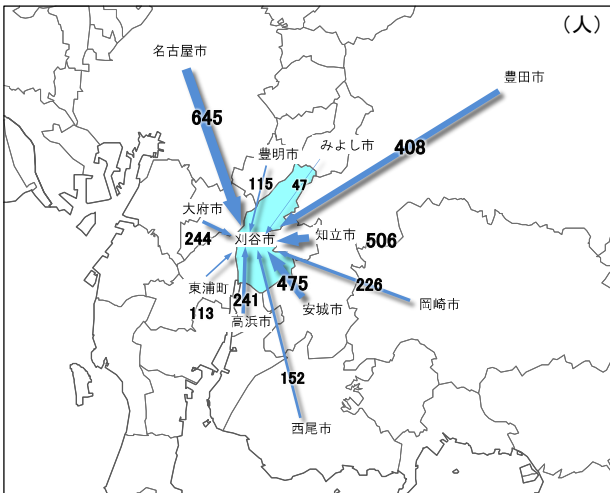 （人）
名古屋市
645
豊田市
408
豊明市
みよし市
115
47
大府市
244
刈谷市
知立市
506
東浦町
113
241
高浜市
475
安城市
226
岡崎市
152
西尾市